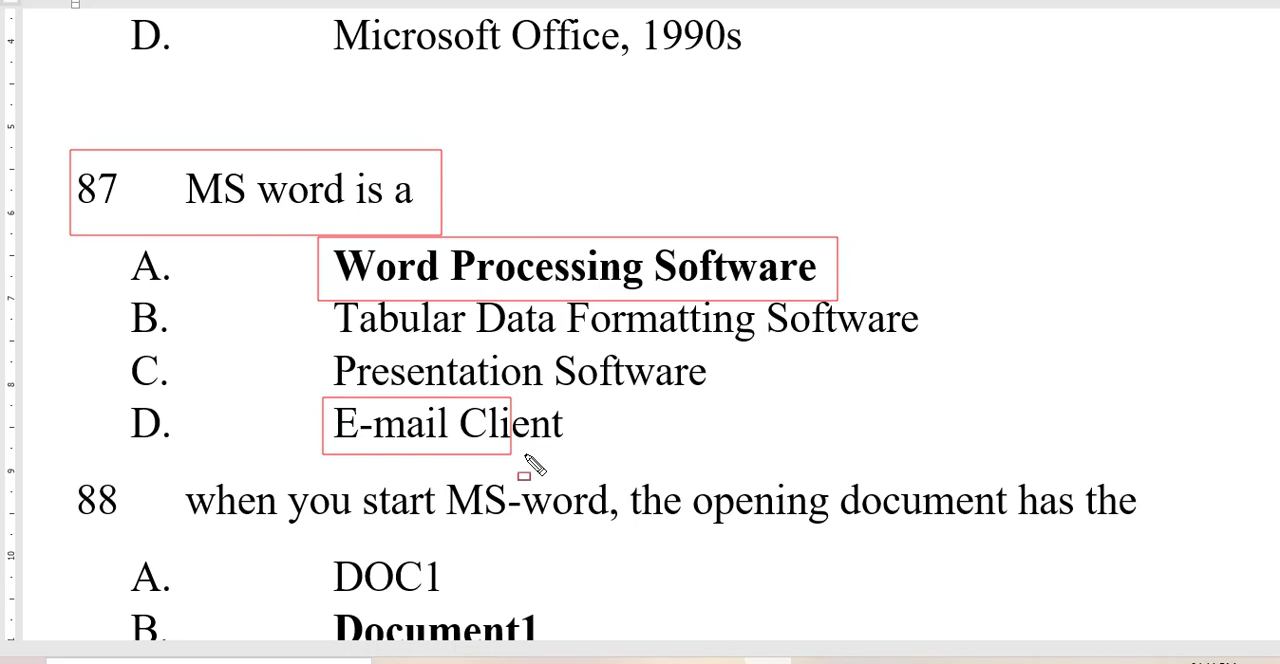 D. Microsoft Office, 1990s
87 MS word is a
A. Word Processing Software
B. Tabular Data Formatting Software
C. Presentation Software
D. E-mail Client
88 when you start MS-word, the opening document has the
A. DOC1
B. Document1